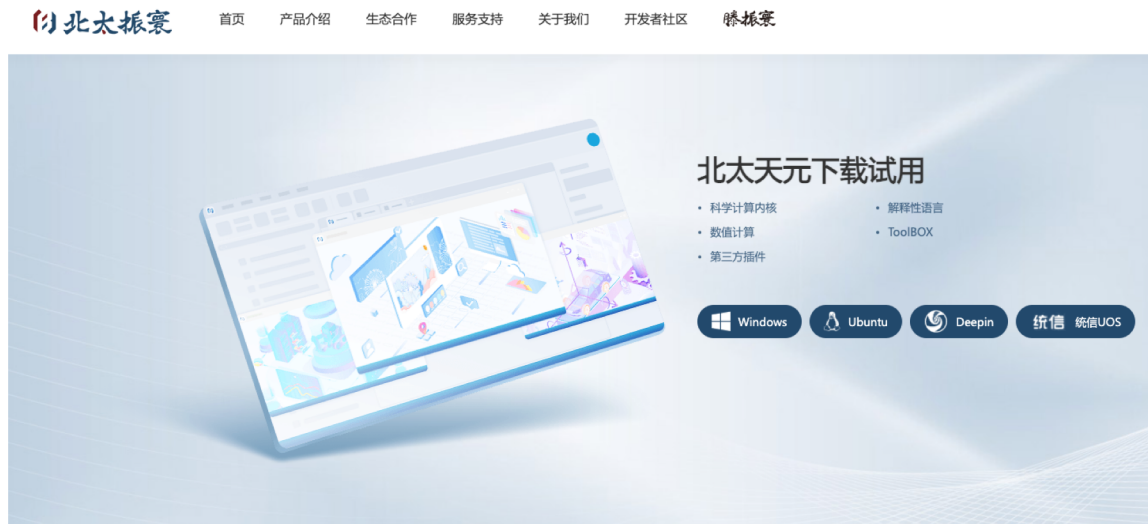 北太振寰 首页 产品介绍 生态合作 服务支持 关于我们 开发者社区 滕振寰
北太天元下载试用
• 科学计算内核 • 解释性语言
• 数值计算 • ToolBOX
• 第三方插件
Windows Ubuntu Deepin 统信 统信UOS